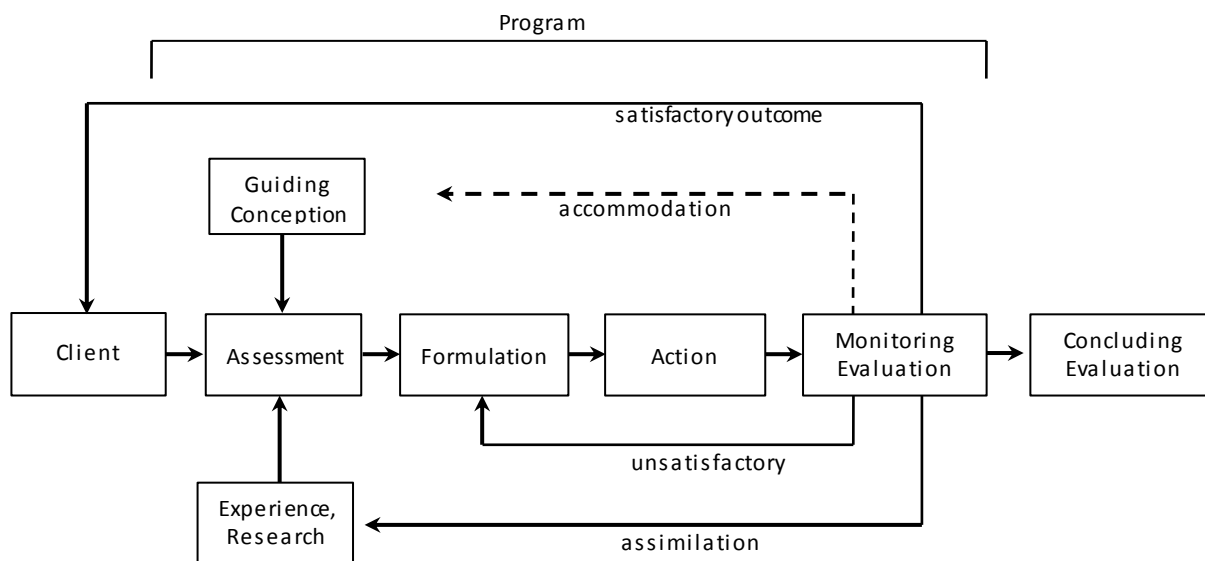 Program
satisfactory outcome
Guiding
Conception
accommodation
Client
Assessment
Formulation
Action
Monitoring
Evaluation
Concluding
Evaluation
unsatisfactory
Experience,
Research
assimilation